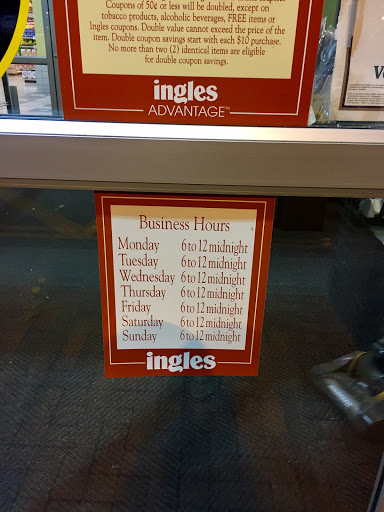 Coupons of 50¢ or less will be doubled, except on
tobacco products, alcoholic beverages, FREE items or
Ingles coupons. Double value cannot exceed the price of the
item. Double coupon savings start with each $10 purchase.
No more than two (2) identical items are eligible
for double coupon savings.
ingles
ADVANTAGE™
Business Hours
Monday 6 to 12 midnight
Tuesday 6 to 12 midnight
Wednesday 6 to 12 midnight
Thursday 6 to 12 midnight
Friday 6 to 12 midnight
Saturday 6 to 12 midnight
Sunday 6 to 12 midnight
ingles